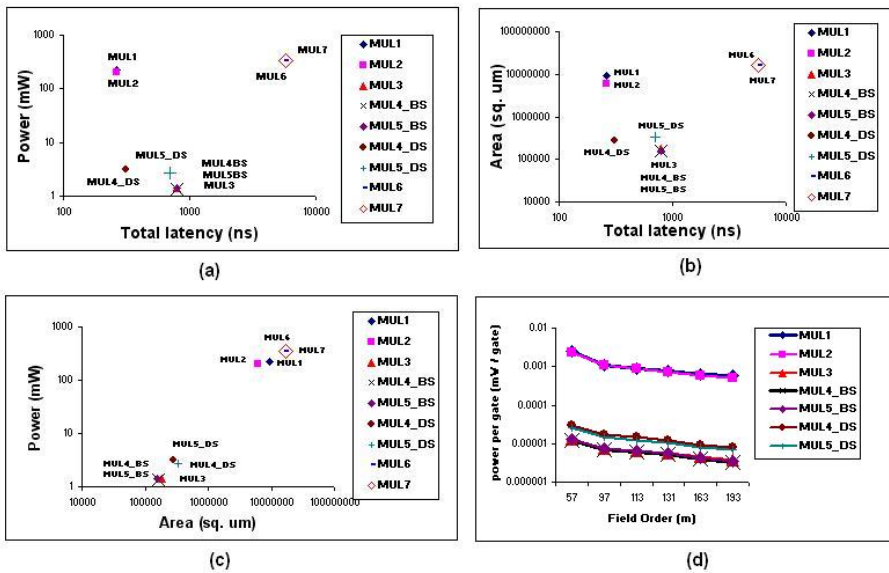 (a)
Power (mW)
1000
100
10
1
100
1000
10000
Total latency (ns)
MUL1
MUL2
MUL7
MUL6
MUL5_DS
MUL4_DS
MUL4BS
MUL5BS
MUL3
MUL1
MUL2
MUL3
MUL4_BS
MUL5_BS
MUL4_DS
MUL5_DS
MUL6
MUL7
(b)
Area (sq. um)
100000000
10000000
1000000
100000
10000
100
1000
10000
Total latency (ns)
MUL1
MUL2
MUL6
MUL7
MUL5_DS
MUL4_DS
MUL3
MUL4_BS
MUL5_BS
MUL1
MUL2
MUL3
MUL4_BS
MUL5_BS
MUL4_DS
MUL5_DS
MUL6
MUL7
(c)
Power (mW)
1000
100
10
1
10000
100000
1000000
10000000
100000000
Area (sq. um)
MUL6
MUL7
MUL2
MUL1
MUL5_DS
MUL4_BS
MUL4_DS
MUL5_BS
MUL3
MUL1
MUL2
MUL3
MUL4_BS
MUL5_BS
MUL4_DS
MUL5_DS
MUL6
MUL7
(d)
power per gate (mW / gate)
0.01
0.001
0.0001
0.00001
0.000001
57
97
113
131
163
193
Field Order (m)
MUL1
MUL2
MUL3
MUL4_BS
MUL5_BS
MUL4_DS
MUL5_DS